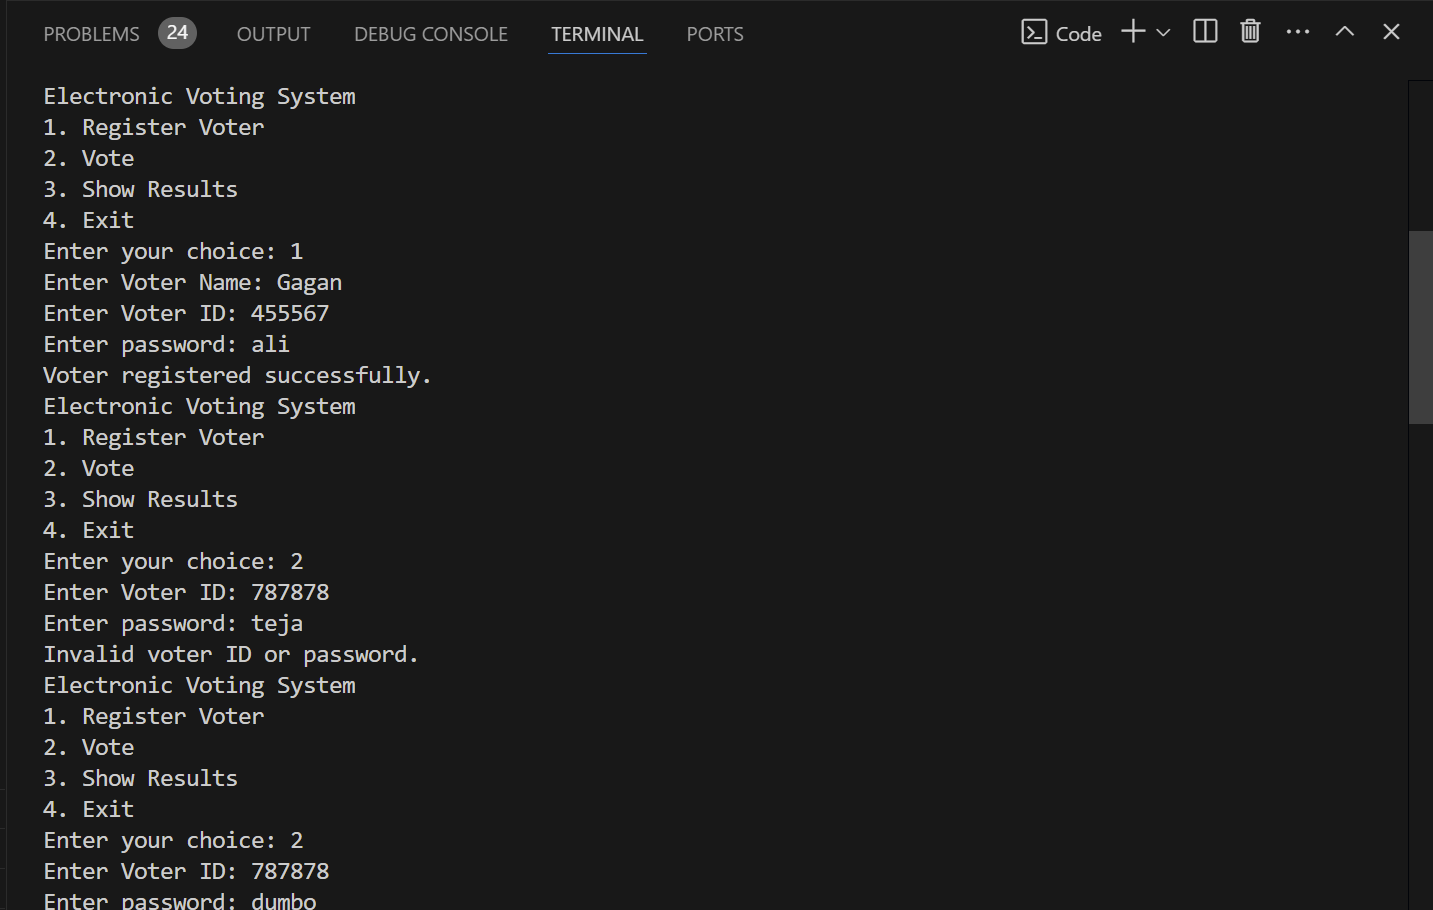 PROBLEMS 24 OUTPUT DEBUG CONSOLE TERMINAL PORTS Code
Electronic Voting System
1. Register Voter
2. Vote
3. Show Results
4. Exit
Enter your choice: 1
Enter Voter Name: Gagan
Enter Voter ID: 455567
Enter password: ali
Voter registered successfully.
Electronic Voting System
1. Register Voter
2. Vote
3. Show Results
4. Exit
Enter your choice: 2
Enter Voter ID: 787878
Enter password: teja
Invalid voter ID or password.
Electronic Voting System
1. Register Voter
2. Vote
3. Show Results
4. Exit
Enter your choice: 2
Enter Voter ID: 787878
Enter password: dumbo